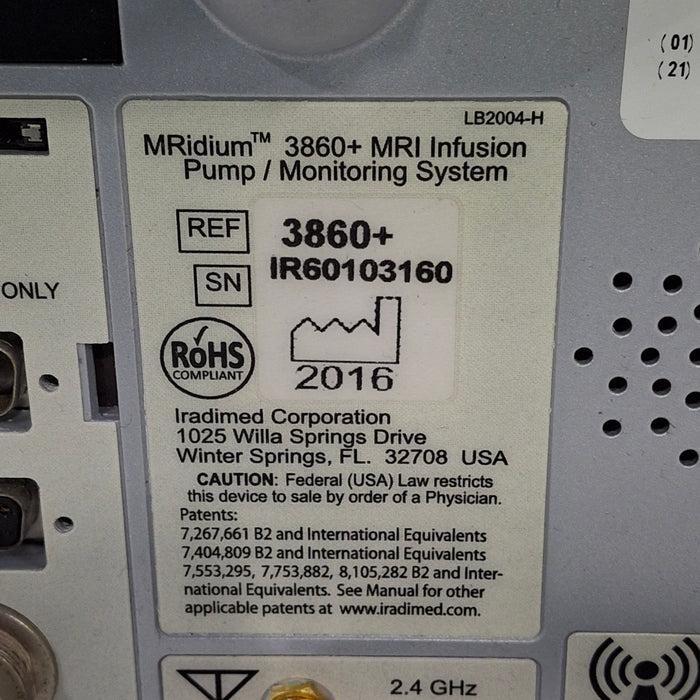 (01)
(21)
LB2004-H
MRidium™ 3860+ MRI Infusion
Pump / Monitoring System
REF 3860+
SN IR60103160
ONLY
RoHS
COMPLIANT
2016
Iradimed Corporation
1025 Willa Springs Drive
Winter Springs, FL. 32708 USA
CAUTION: Federal (USA) Law restricts
this device to sale by order of a Physician.
Patents:
7,267,661 B2 and International Equivalents
7,404,809 B2 and International Equivalents
7,553,295, 7,753,882, 8,105,282 B2 and Inter-
national Equivalents. See Manual for other
applicable patents at www.iradimed.com.
2.4 GHz